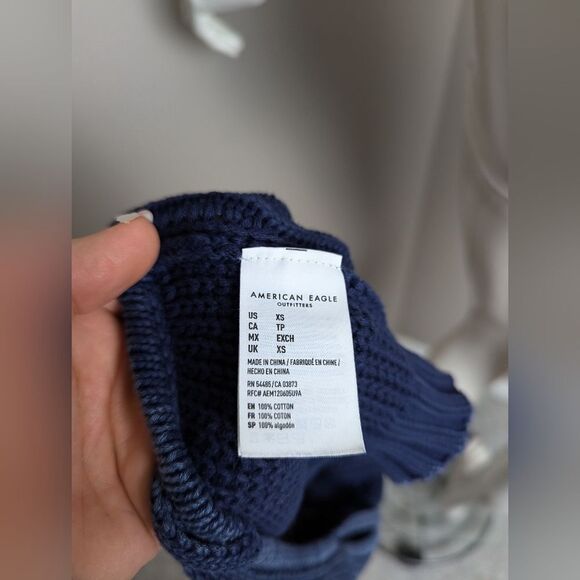 AMERICAN EAGLE
OUTFITTERS
US XS
CA TP
MX EXCH
UK XS
MADE IN CHINA / FABRIQUÉ EN CHINE /
HECHO EN CHINA
RN 54485/CA 03873
RFC# AEM120605U9A
EN 100% COTTON
FR 100% COTON
SP 100% algodón